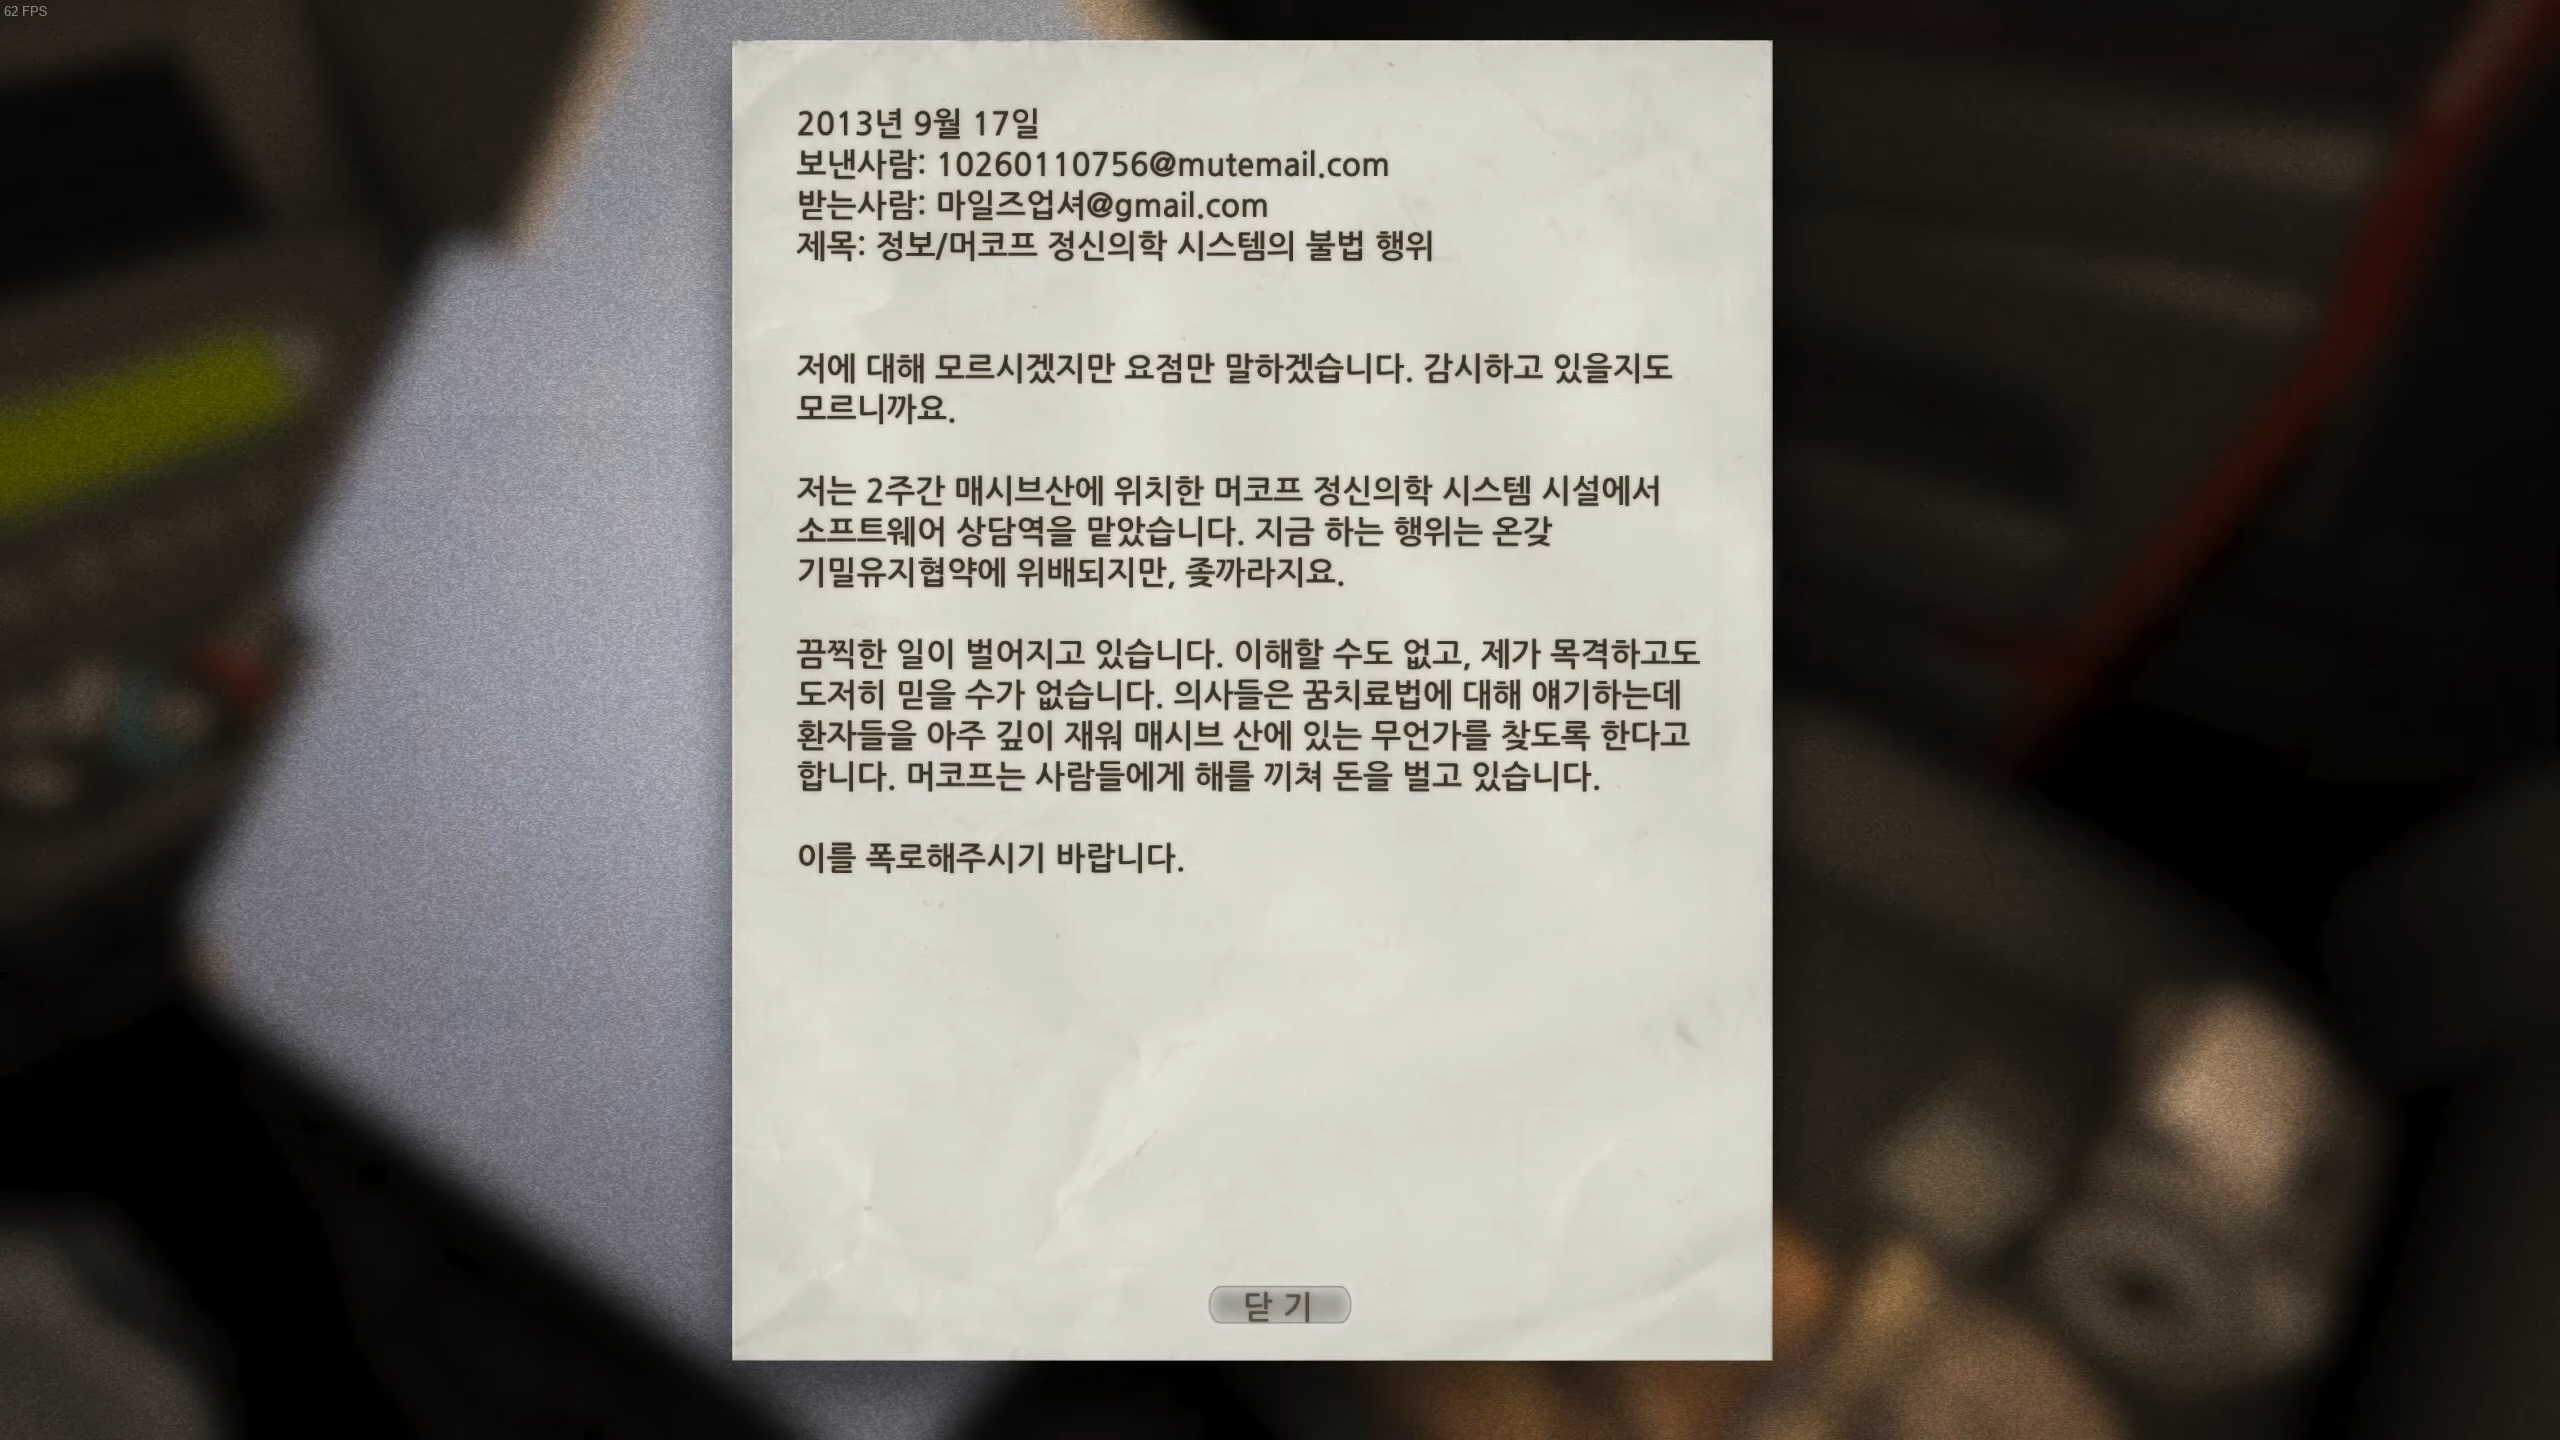 62 FPS
2013년 9월 17일
보낸사람: 10260110756@mutemail.com
받는사람: 마일즈업셔@gmail.com
제목: 정보/머코프 정신의학 시스템의 불법 행위
저에 대해 모르시겠지만 요점만 말하겠습니다. 감시하고 있을지도
모르니까요.
저는 2주간 매시브산에 위치한 머코프 정신의학 시스템 시설에서
소프트웨어 상담역을 맡았습니다. 지금 하는 행위는 온갖
기밀유지협약에 위배되지만, 좆까라지요.
끔찍한 일이 벌어지고 있습니다. 이해할 수도 없고, 제가 목격하고도
도저히 믿을 수가 없습니다. 의사들은 꿈치료법에 대해 얘기하는데
환자들을 아주 깊이 재워 매시브 산에 있는 무언가를 찾도록 한다고
합니다. 머코프는 사람들에게 해를 끼쳐 돈을 벌고 있습니다.
이를 폭로해주시기 바랍니다.
닫 기